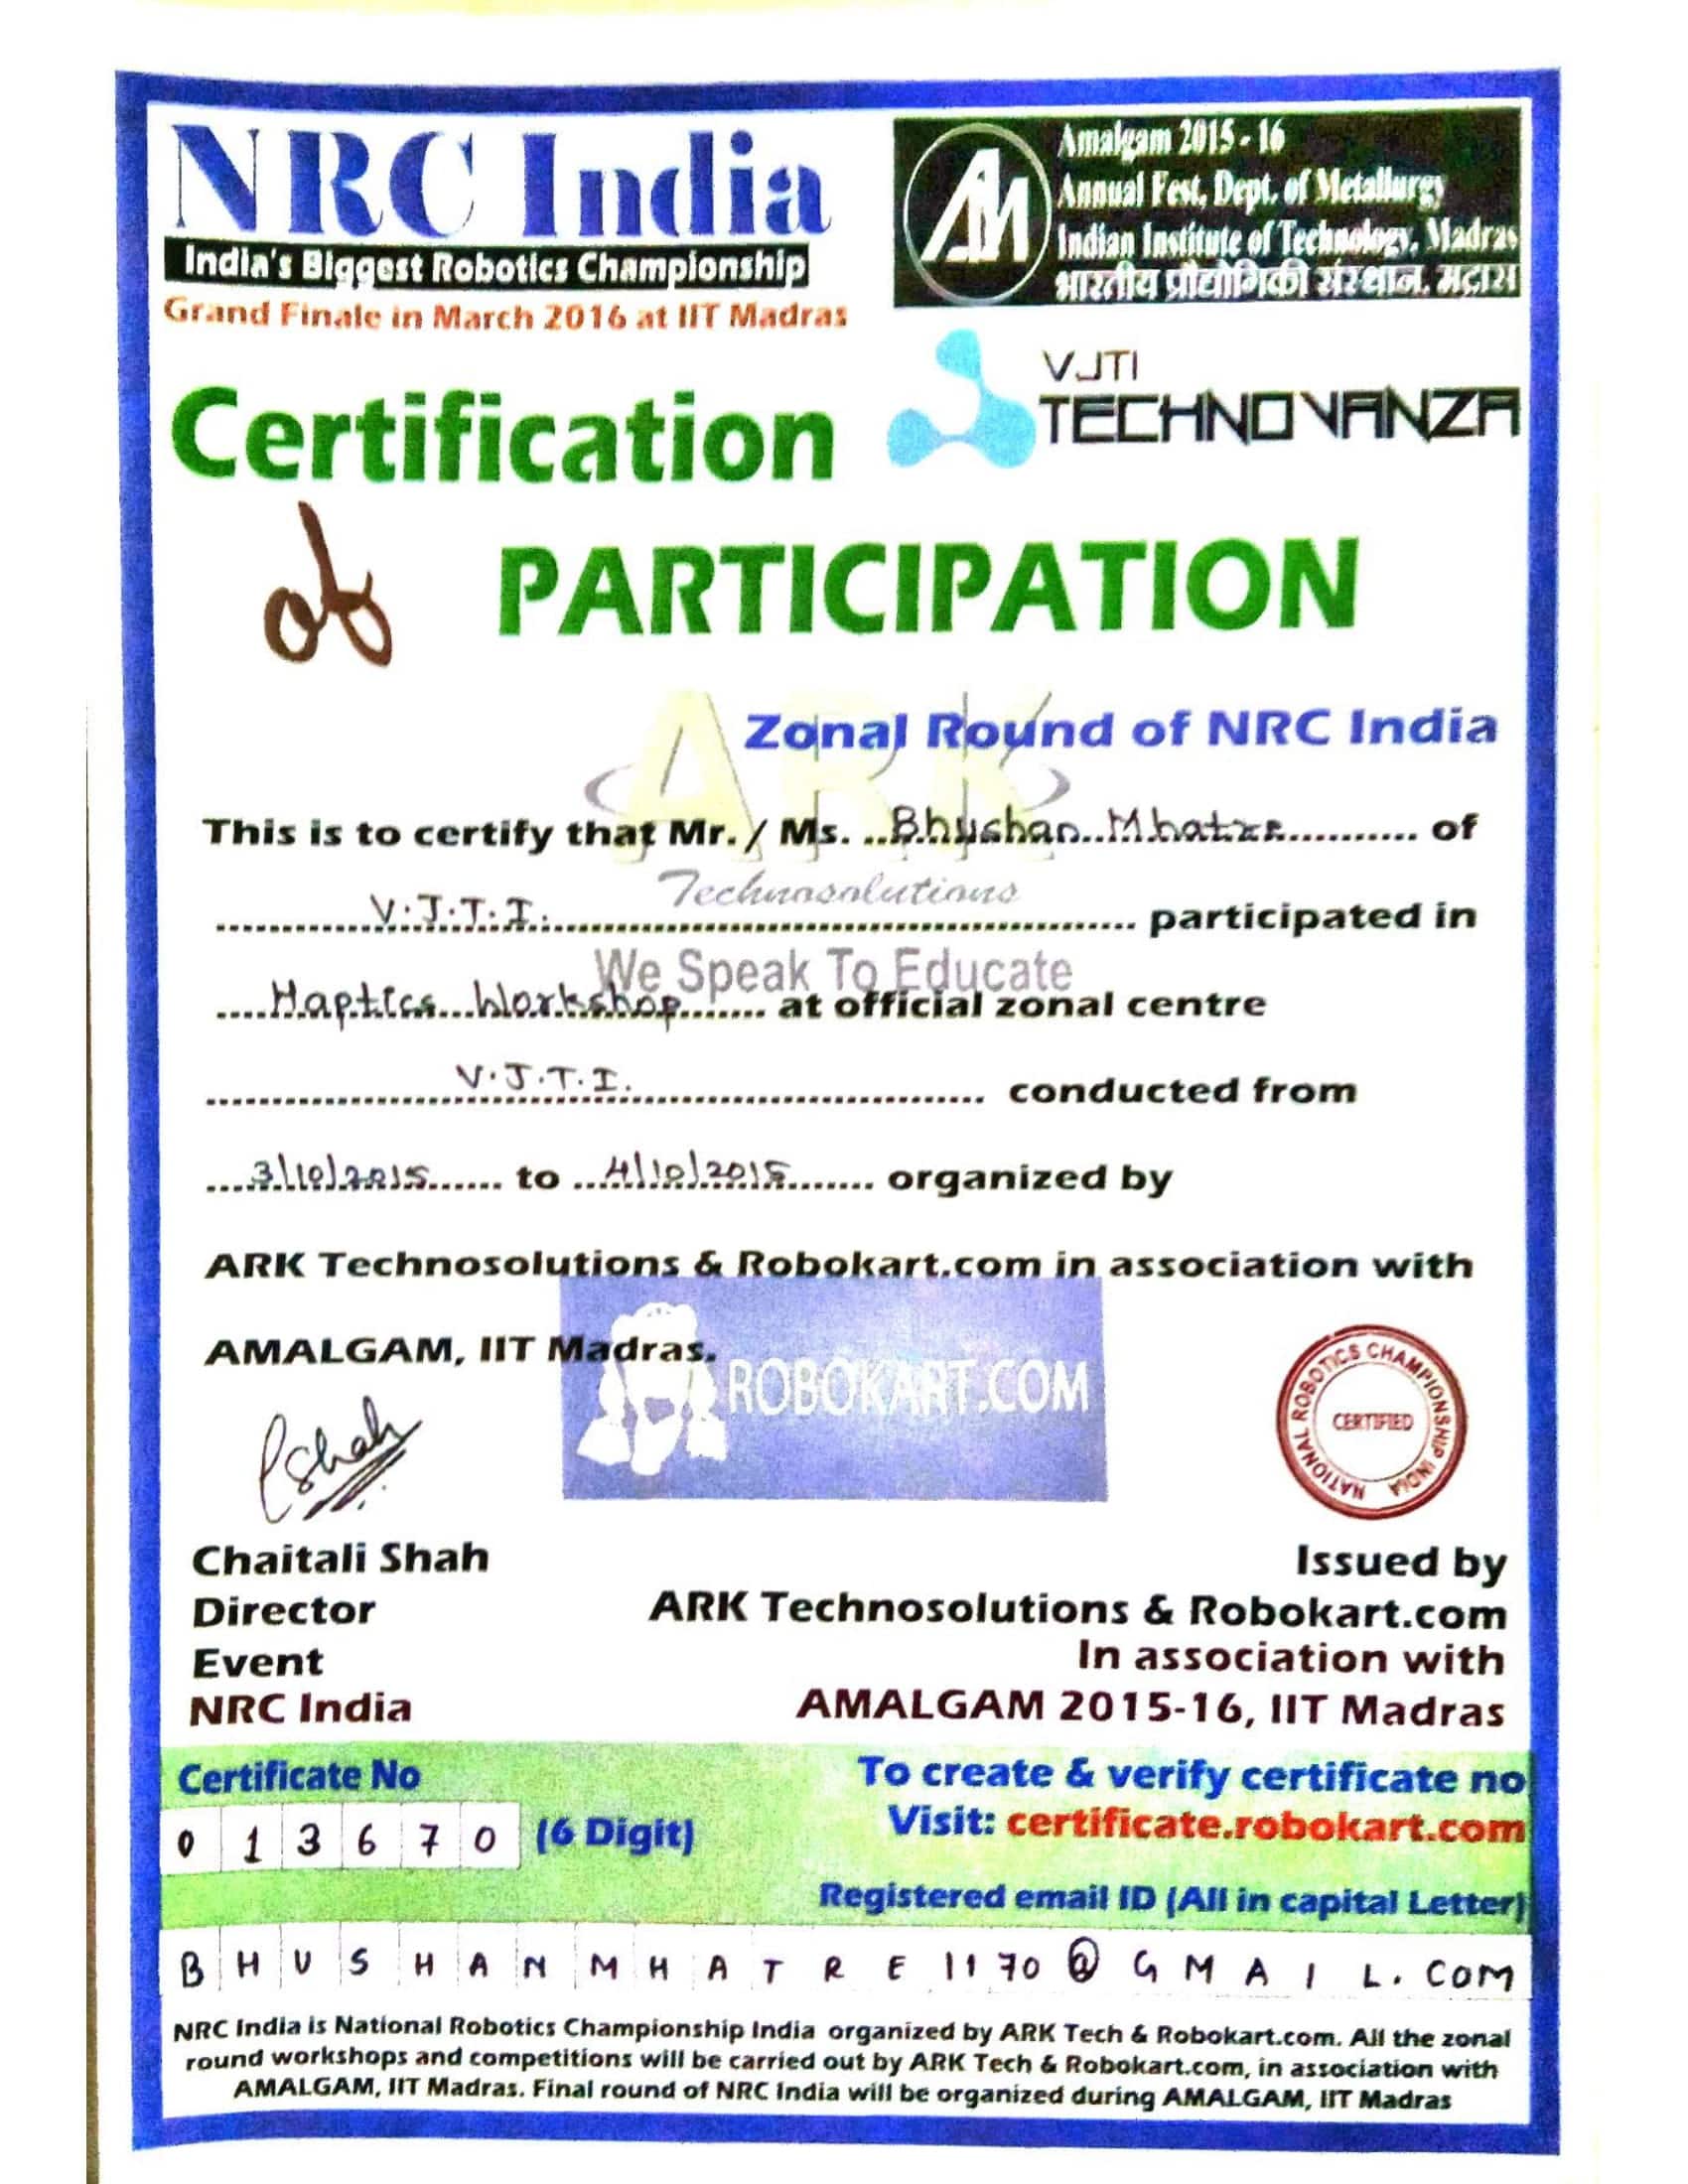 NRC India
India's Biggest Robotics Championship
Grand Finale in March 2016 at IIT Madras
AM
Amalgam 2015 - 16
Annual Fest, Dept. of Metallurgy
Indian Institute of Technology, Madras
भारतीय प्रौद्योगिकी संस्थान, मद्रास
VJTI
TECHNOVANZA
Certification
of PARTICIPATION
ARK
Zonal Round of NRC India
This is to certify that Mr. / Ms. ..Bhushan Mhatre.......... of
Technosolutions
V.J.T.I. participated in
We Speak To Educate
Haptics Workshop at official zonal centre
V.J.T.I. conducted from
3/10/2015 to 4/10/2015 organized by
ARK Technosolutions & Robokart.com in association with
AMALGAM, IIT Madras.
ROBOKART.COM
NATIONAL ROBOTICS CHAMPIONSHIP INDIA
CERTIFIED
CShah
Chaitali Shah
Director
Event
NRC India
Issued by
ARK Technosolutions & Robokart.com
In association with
AMALGAM 2015-16, IIT Madras
Certificate No
013670 (6 Digit)
To create & verify certificate no
Visit: certificate.robokart.com
Registered email ID (All in capital Letter)
BHUSHANMHATRE1170@GMAIL.COM
NRC India is National Robotics Championship India organized by ARK Tech & Robokart.com. All the zonal
round workshops and competitions will be carried out by ARK Tech & Robokart.com, in association with
AMALGAM, IIT Madras. Final round of NRC India will be organized during AMALGAM, IIT Madras